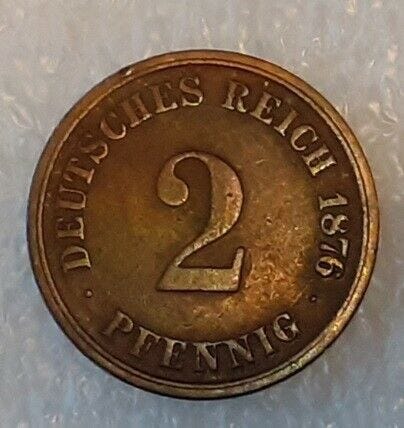 DEUTSCHES REICH 1876
2
· PFENNIG ·